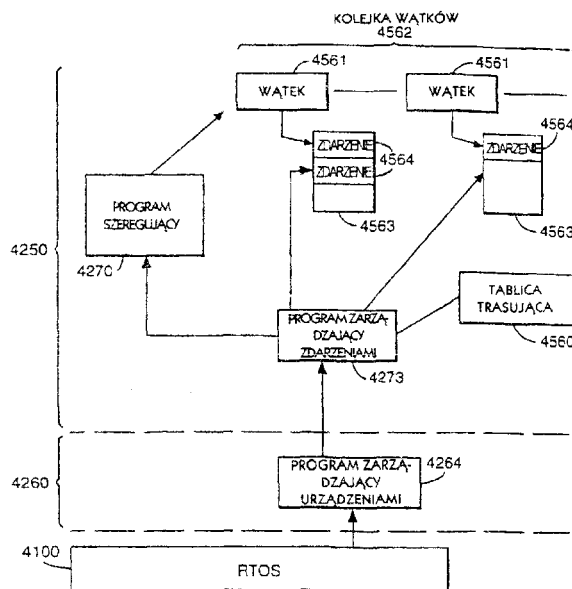 KOLEJKA WĄTKÓW
4562
4561
4561
WĄTEK
WĄTEK
ZDARZENIE
4564
ZDARZENIE
ZDARZENIE
4564
4563
4563
PROGRAM
SZEREGUJĄCY
4270
4250
TABLICA
TRASUJĄCA
4560
PROGRAM ZARZĄ-
DZAJĄCY
ZDARZENIAMI
4273
4260
PROGRAM ZARZĄ-
DZAJĄCY
URZĄDZENIAMI
4264
4100
RTOS